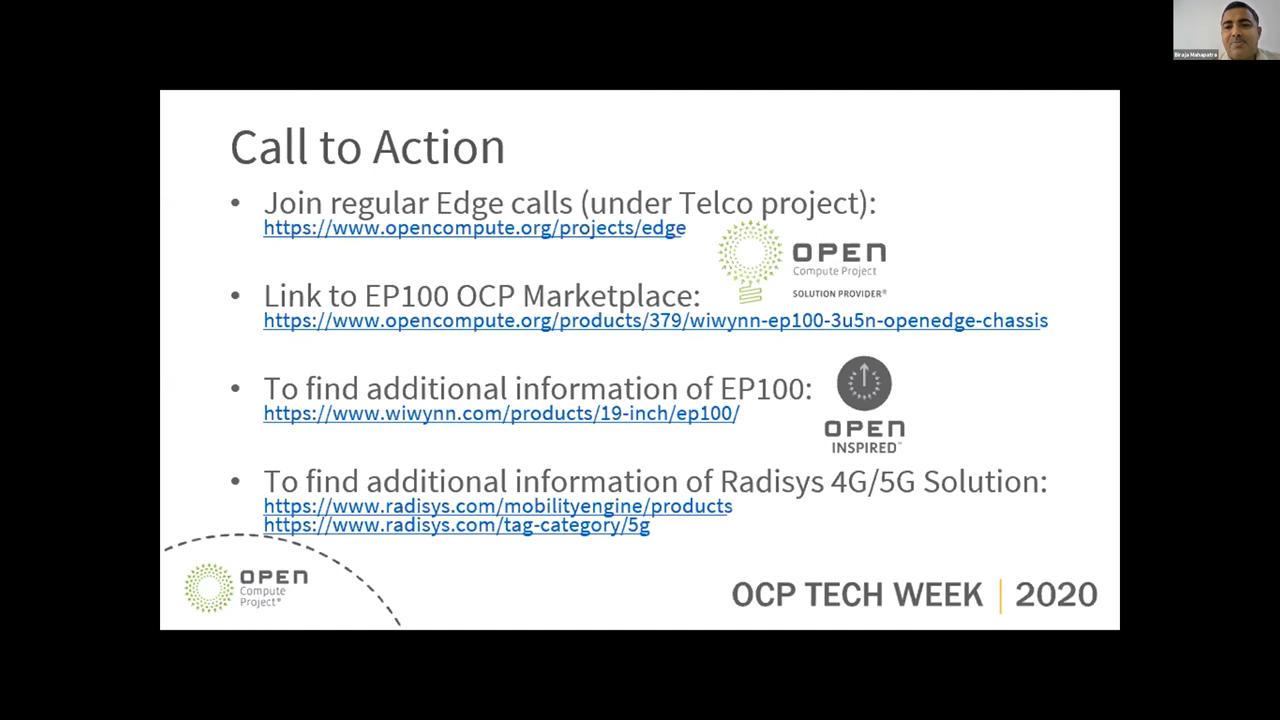 Biraja Mahapatra
Call to Action
• Join regular Edge calls (under Telco project):
https://www.opencompute.org/projects/edge
OPEN
Compute Project
SOLUTION PROVIDER®
• Link to EP100 OCP Marketplace:
https://www.opencompute.org/products/379/wiwynn-ep100-3u5n-openedge-chassis
• To find additional information of EP100:
https://www.wiwynn.com/products/19-inch/ep100/
OPEN
INSPIRED™
• To find additional information of Radisys 4G/5G Solution:
https://www.radisys.com/mobilityengine/products
https://www.radisys.com/tag-category/5g
OPEN
Compute
Project®
OCP TECH WEEK | 2020